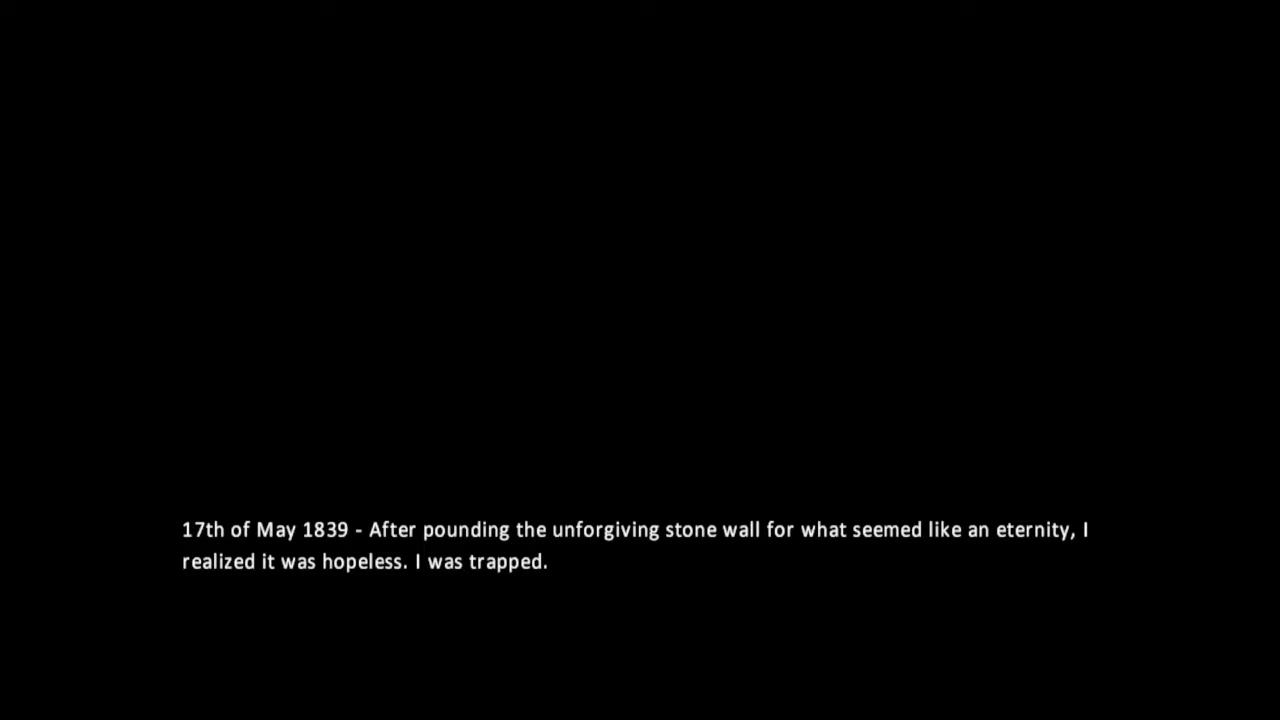 17th of May 1839 - After pounding the unforgiving stone wall for what seemed like an eternity, I
realized it was hopeless. I was trapped.